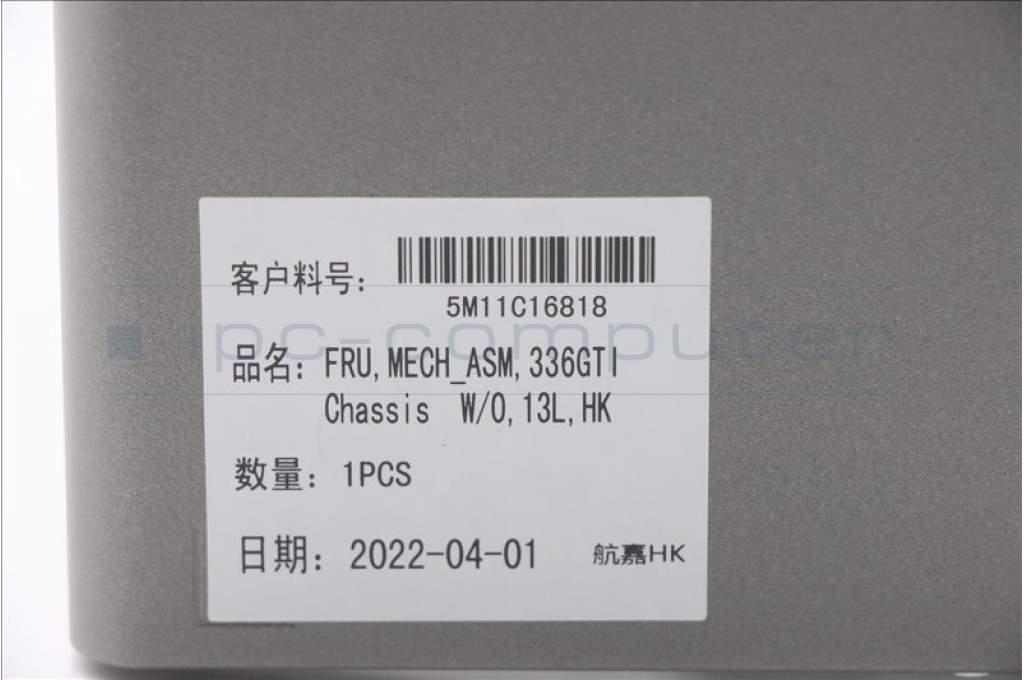 客户料号:
5M11C16818
ipc-computer
品名: FRU,MECH_ASM,336GTI
Chassis W/O,13L,HK
数量: 1PCS
日期: 2022-04-01 航嘉HK